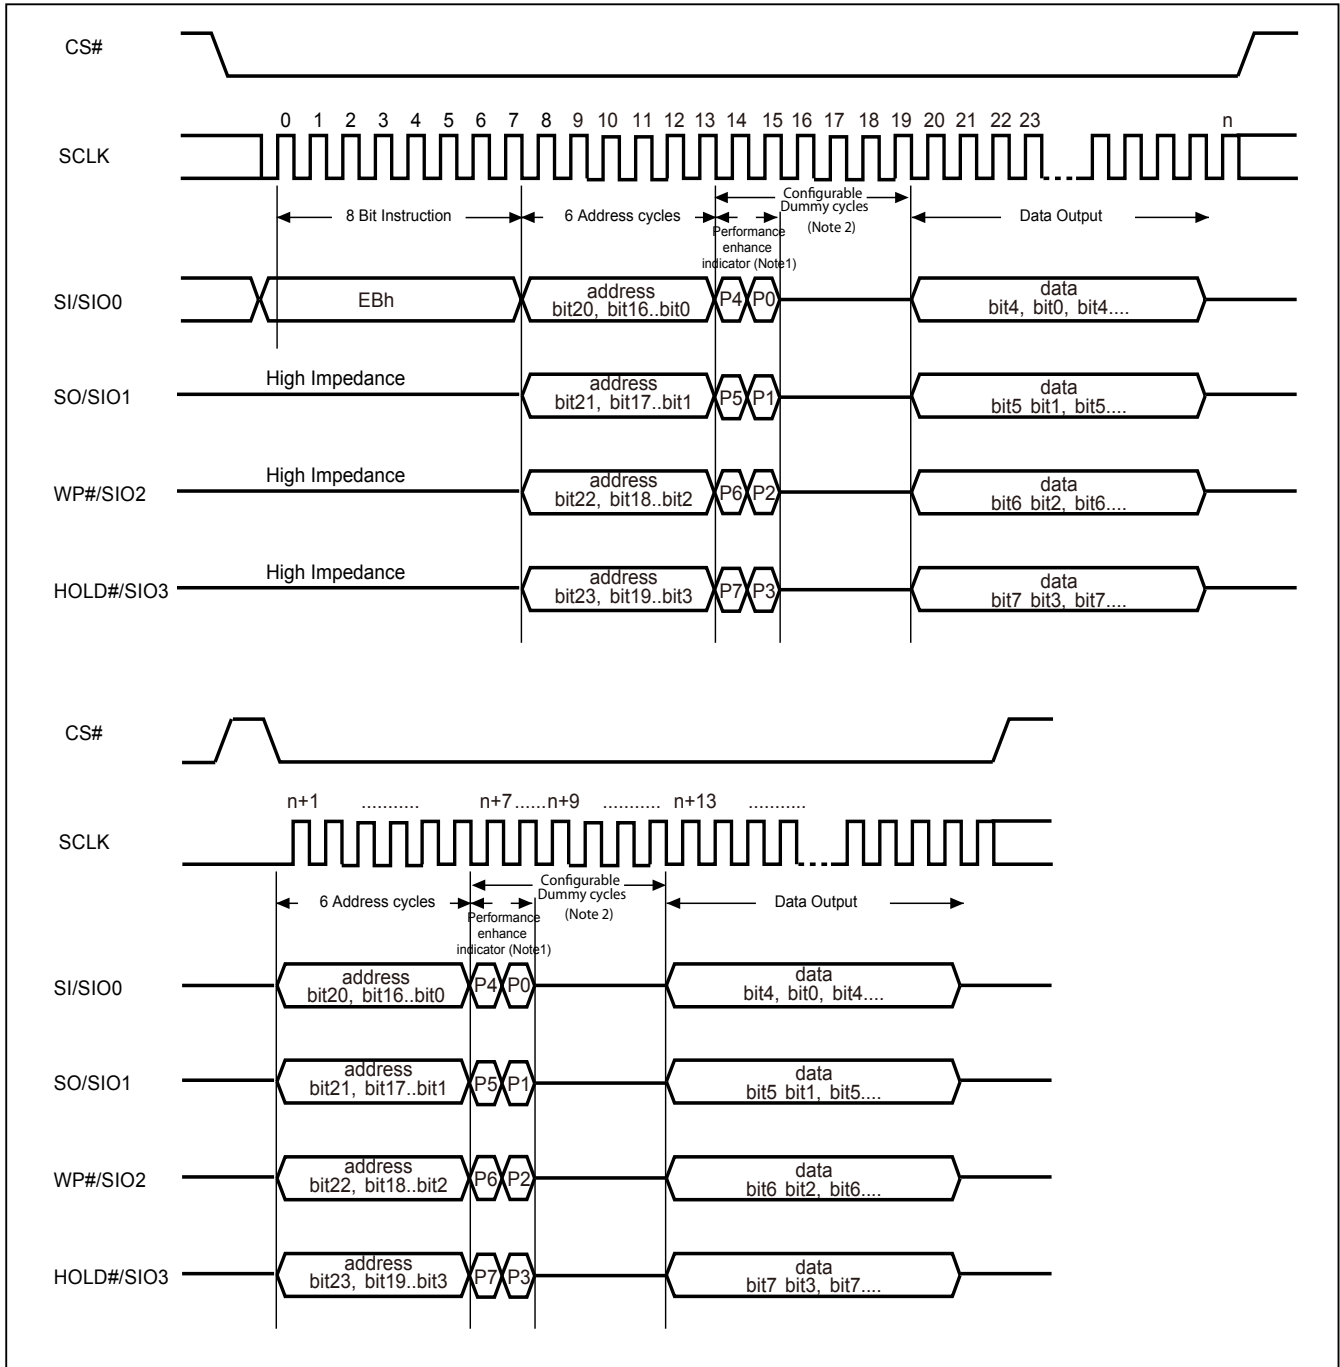 CS#
0 1 2 3 4 5 6 7 8 9 10 11 12 13 14 15 16 17 18 19 20 21 22 23 n
SCLK
8 Bit Instruction
6 Address cycles
Configurable
Dummy cycles
(Note 2)
Data Output
Performance
enhance
indicator (Note1)
SI/SIO0
EBh
address
bit20, bit16..bit0
P4 P0
data
bit4, bit0, bit4....
SO/SIO1
High Impedance
address
bit21, bit17..bit1
P5 P1
data
bit5 bit1, bit5....
WP#/SIO2
High Impedance
address
bit22, bit18..bit2
P6 P2
data
bit6 bit2, bit6....
HOLD#/SIO3
High Impedance
address
bit23, bit19..bit3
P7 P3
data
bit7 bit3, bit7....
CS#
n+1 ........... n+7......n+9 ........... n+13 ...........
SCLK
6 Address cycles
Configurable
Dummy cycles
(Note 2)
Data Output
Performance
enhance
indicator (Note1)
SI/SIO0
address
bit20, bit16..bit0
P4 P0
data
bit4, bit0, bit4....
SO/SIO1
address
bit21, bit17..bit1
P5 P1
data
bit5 bit1, bit5....
WP#/SIO2
address
bit22, bit18..bit2
P6 P2
data
bit6 bit2, bit6....
HOLD#/SIO3
address
bit23, bit19..bit3
P7 P3
data
bit7 bit3, bit7....